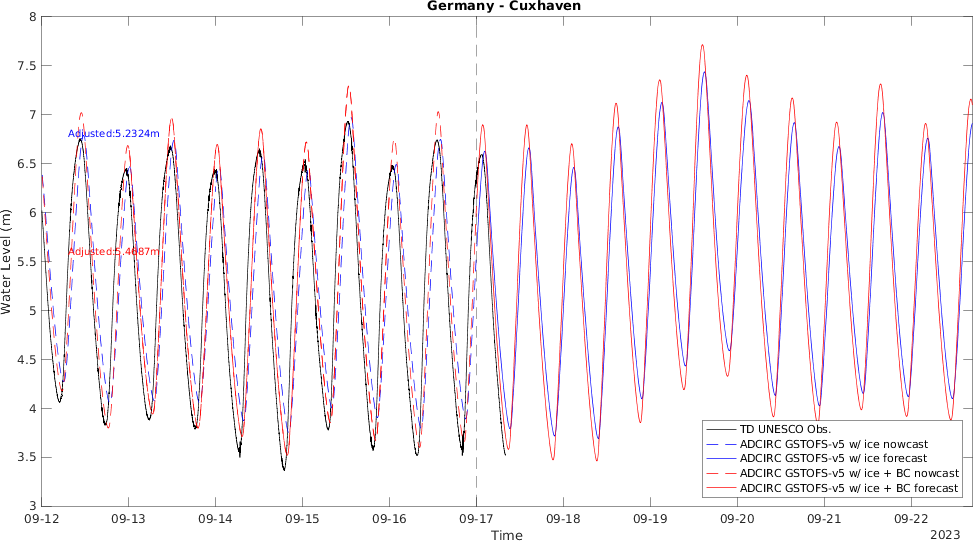 Germany - Cuxhaven
8
7.5
7
6.5
6
5.5
5
4.5
4
3.5
3
Water Level (m)
Adjusted:5.2324m
Adjusted:5.4687m
TD UNESCO Obs.
ADCIRC GSTOFS-v5 w/ ice nowcast
ADCIRC GSTOFS-v5 w/ ice forecast
ADCIRC GSTOFS-v5 w/ ice + BC nowcast
ADCIRC GSTOFS-v5 w/ ice + BC forecast
09-12 09-13 09-14 09-15 09-16 09-17 09-18 09-19 09-20 09-21 09-22
Time
2023